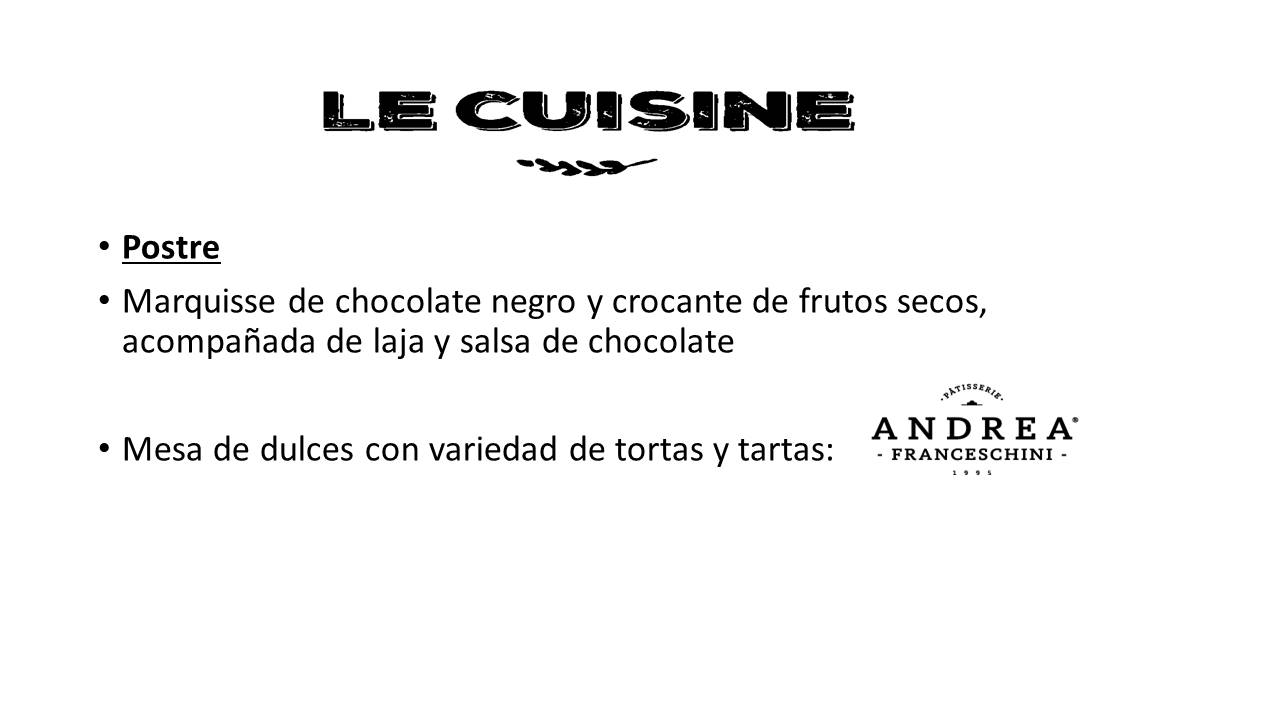 LE CUISINE
• Postre
• Marquisse de chocolate negro y crocante de frutos secos,
acompañada de laja y salsa de chocolate
• Mesa de dulces con variedad de tortas y tartas:
• PÂTISSERIE •
ANDREA®
- FRANCESCHINI -
1995